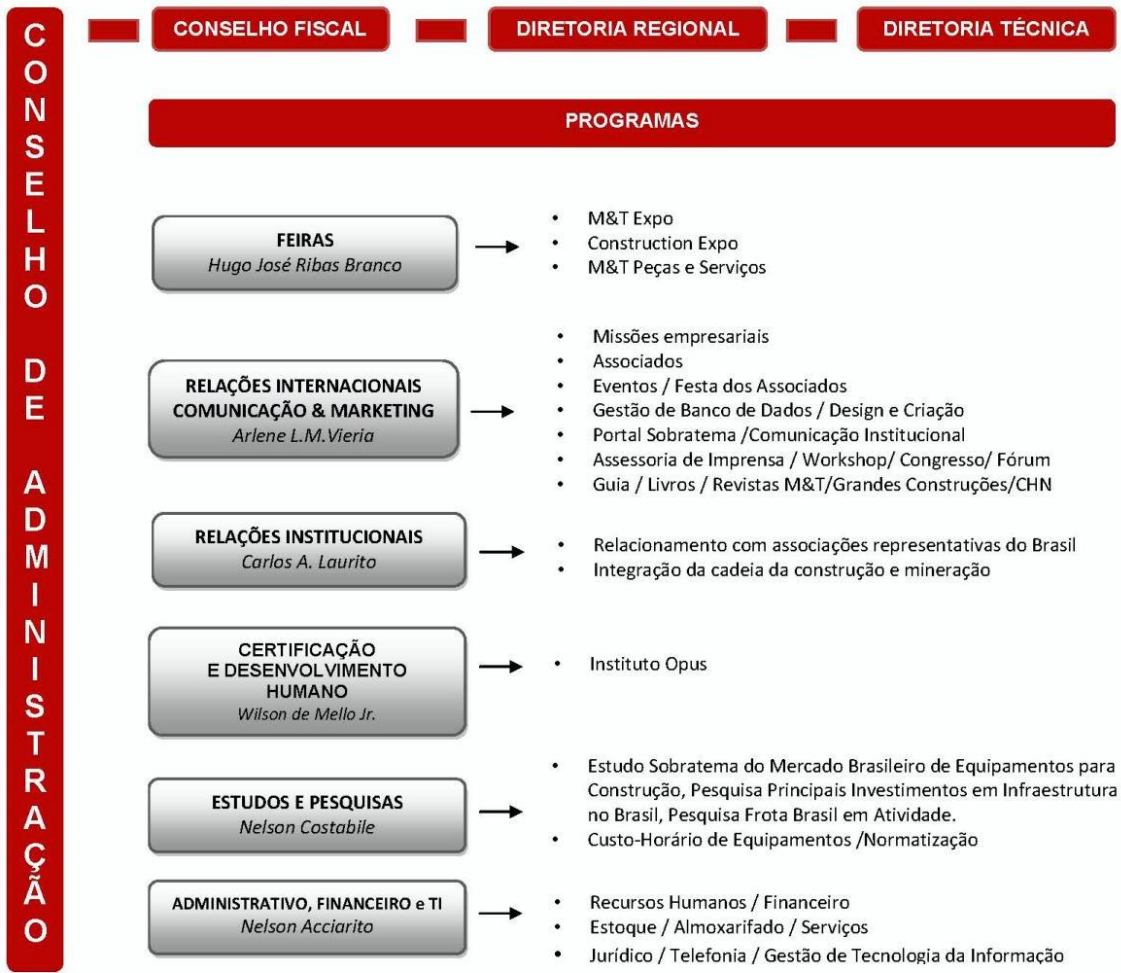 CONSELHO DE ADMINISTRAÇÃO
CONSELHO FISCAL
DIRETORIA REGIONAL
DIRETORIA TÉCNICA
PROGRAMAS
FEIRAS
Hugo José Ribas Branco
• M&T Expo
• Construction Expo
• M&T Peças e Serviços
RELAÇÕES INTERNACIONAIS
COMUNICAÇÃO & MARKETING
Arlene L.M.Vieria
• Missões empresariais
• Associados
• Eventos / Festa dos Associados
• Gestão de Banco de Dados / Design e Criação
• Portal Sobratema /Comunicação Institucional
• Assessoria de Imprensa / Workshop/ Congresso/ Fórum
• Guia / Livros / Revistas M&T/Grandes Construções/CHN
RELAÇÕES INSTITUCIONAIS
Carlos A. Laurito
• Relacionamento com associações representativas do Brasil
• Integração da cadeia da construção e mineração
CERTIFICAÇÃO
E DESENVOLVIMENTO
HUMANO
Wilson de Mello Jr.
• Instituto Opus
ESTUDOS E PESQUISAS
Nelson Costabile
• Estudo Sobratema do Mercado Brasileiro de Equipamentos para
Construção, Pesquisa Principais Investimentos em Infraestrutura
no Brasil, Pesquisa Frota Brasil em Atividade.
• Custo-Horário de Equipamentos /Normatização
ADMINISTRATIVO, FINANCEIRO e TI
Nelson Acciarito
• Recursos Humanos / Financeiro
• Estoque / Almoxarifado / Serviços
• Jurídico / Telefonia / Gestão de Tecnologia da Informação